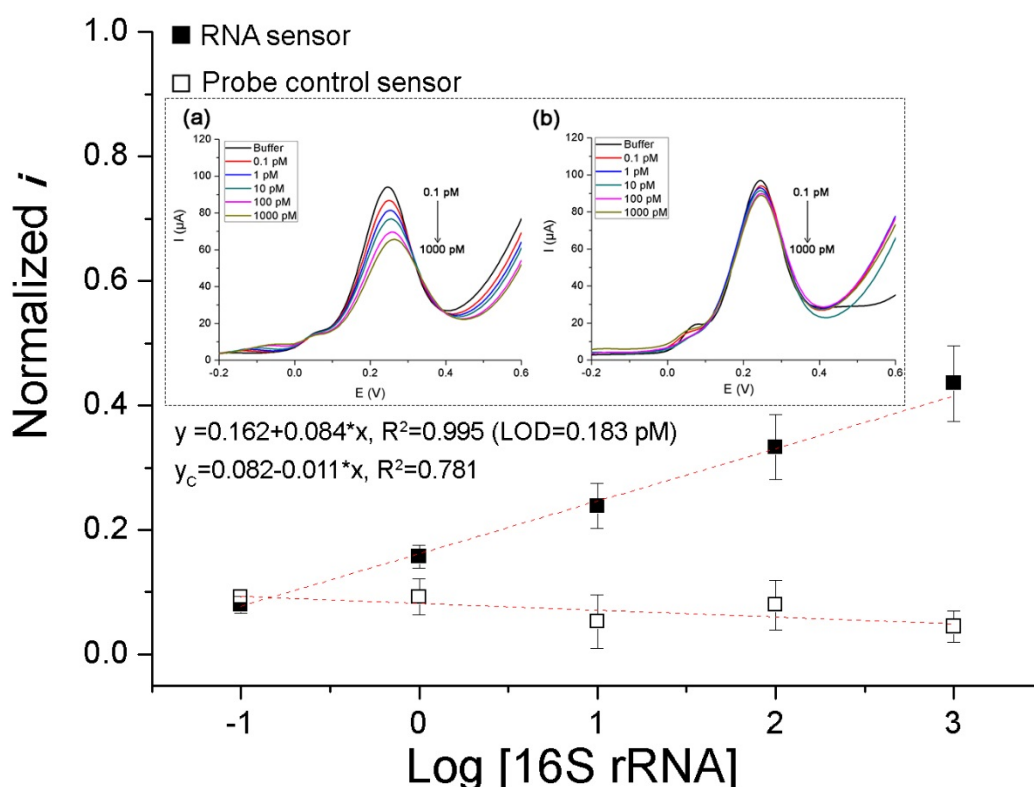 RNA sensor
Probe control sensor
(a)
Buffer
0.1 pM
1 pM
10 pM
100 pM
1000 pM
0.1 pM
1000 pM
120
100
80
60
40
20
0
I (µA)
-0.2 0.0 0.2 0.4 0.6
E (V)
(b)
Buffer
0.1 pM
1 pM
10 pM
100 pM
1000 pM
0.1 pM
1000 pM
120
100
80
60
40
20
0
I (µA)
-0.2 0.0 0.2 0.4 0.6
E (V)
y =0.162+0.084*x, R²=0.995 (LOD=0.183 pM)
y_C=0.082-0.011*x, R²=0.781
1.0
0.8
0.6
0.4
0.2
0.0
Normalized i
-1 0 1 2 3
Log [16S rRNA]